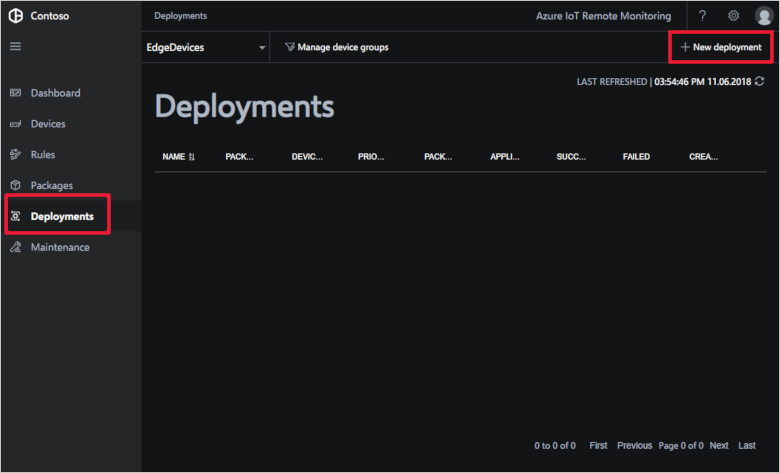 Contoso
Deployments
Azure IoT Remote Monitoring
?
EdgeDevices
Manage device groups
+ New deployment
Dashboard
Devices
Rules
Packages
Deployments
Maintenance
LAST REFRESHED | 03:54:46 PM 11.06.2018
Deployments
NAME PACK... DEVIC... PRIO... PACK... APPLI... SUCC... FAILED CREA...
0 to 0 of 0 First Previous Page 0 of 0 Next Last